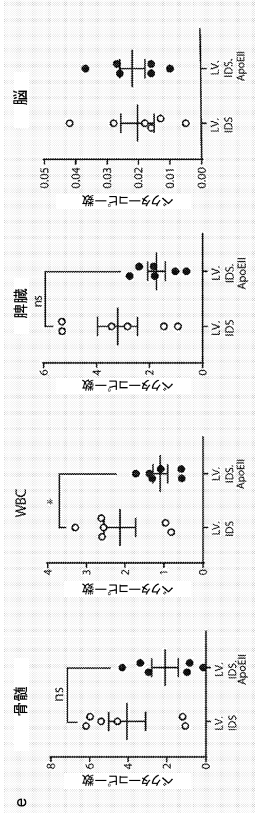 e
骨髄
ベクターコピー数
8
6
4
2
0
ns
LV. IDS
LV. IDS. ApoEII
WBC
ベクターコピー数
4
3
2
1
0
*
LV. IDS
LV. IDS. ApoEII
脾臓
ベクターコピー数
6
4
2
0
ns
LV. IDS
LV. IDS. ApoEII
脳
ベクターコピー数
0.05
0.04
0.03
0.02
0.01
0.00
LV. IDS
LV. IDS. ApoEII